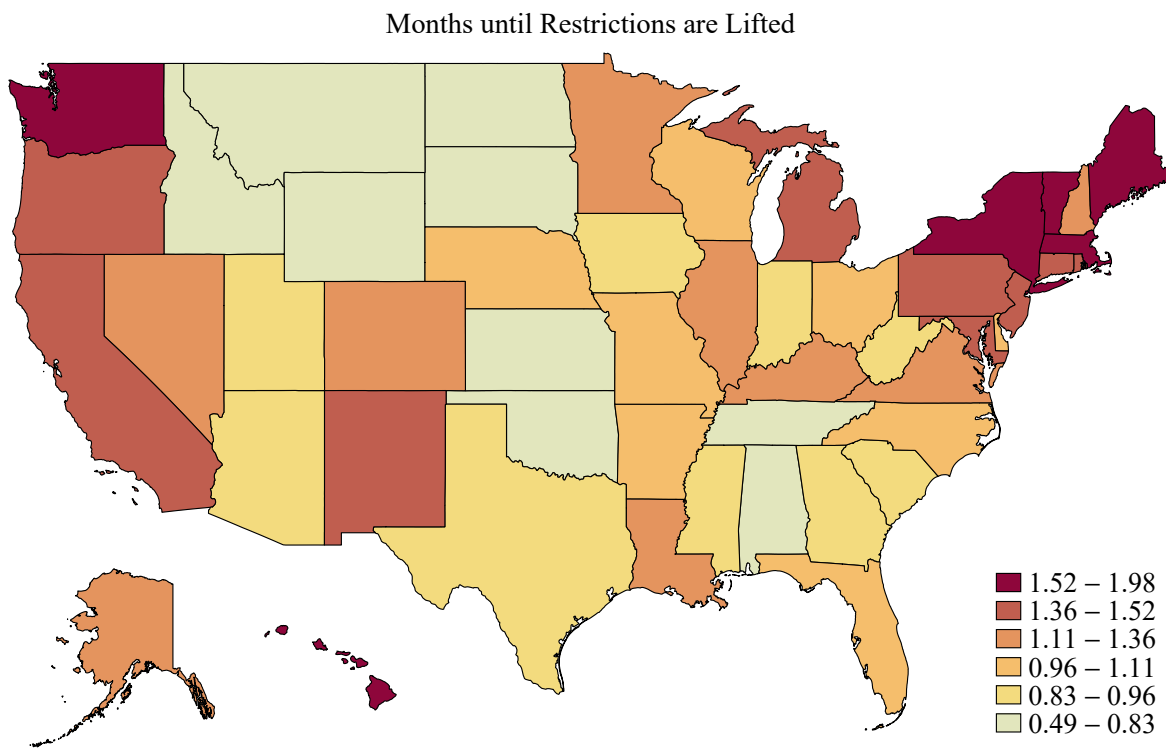 Months until Restrictions are Lifted
1.52 − 1.98
1.36 − 1.52
1.11 − 1.36
0.96 − 1.11
0.83 − 0.96
0.49 − 0.83